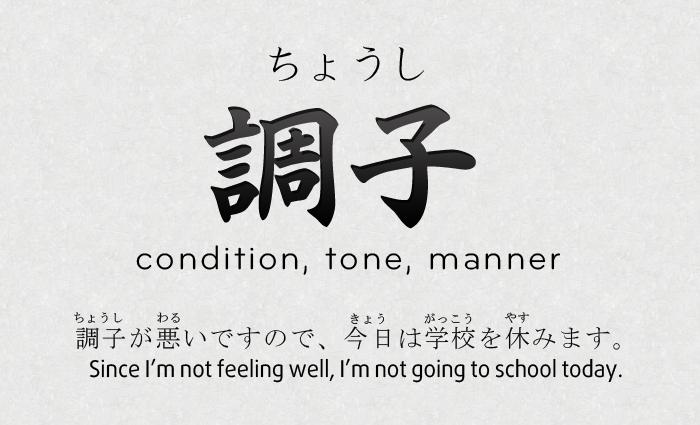 ちょうし
調子
condition, tone, manner
ちょうし わる きょう がっこう やす
調子が悪いですので、今日は学校を休みます。
Since I'm not feeling well, I'm not going to school today.